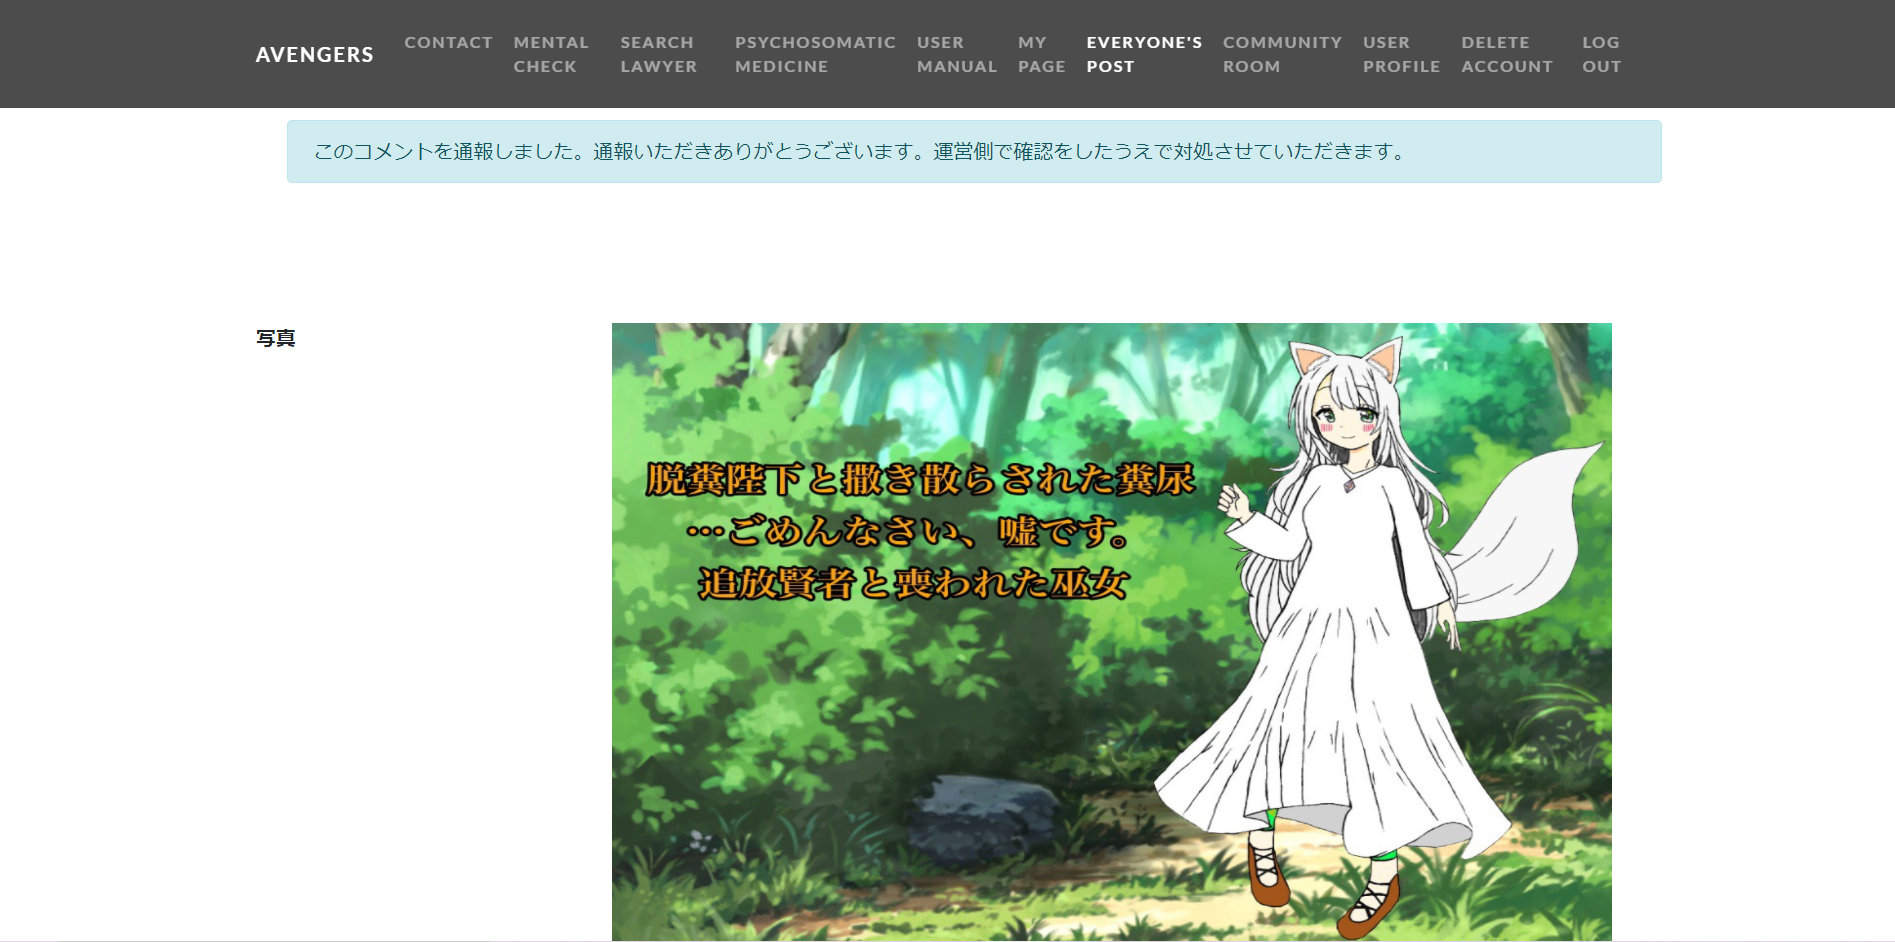 AVENGERS
CONTACT
MENTAL
CHECK
SEARCH
LAWYER
PSYCHOSOMATIC
MEDICINE
USER
MANUAL
MY
PAGE
EVERYONE'S
POST
COMMUNITY
ROOM
USER
PROFILE
DELETE
ACCOUNT
LOG
OUT
このコメントを通報しました。通報いただきありがとうございます。運営側で確認をしたうえで対処させていただきます。
写真
脱糞陛下と撒き散らされた糞尿
…ごめんなさい、嘘です。
追放賢者と喪われた巫女